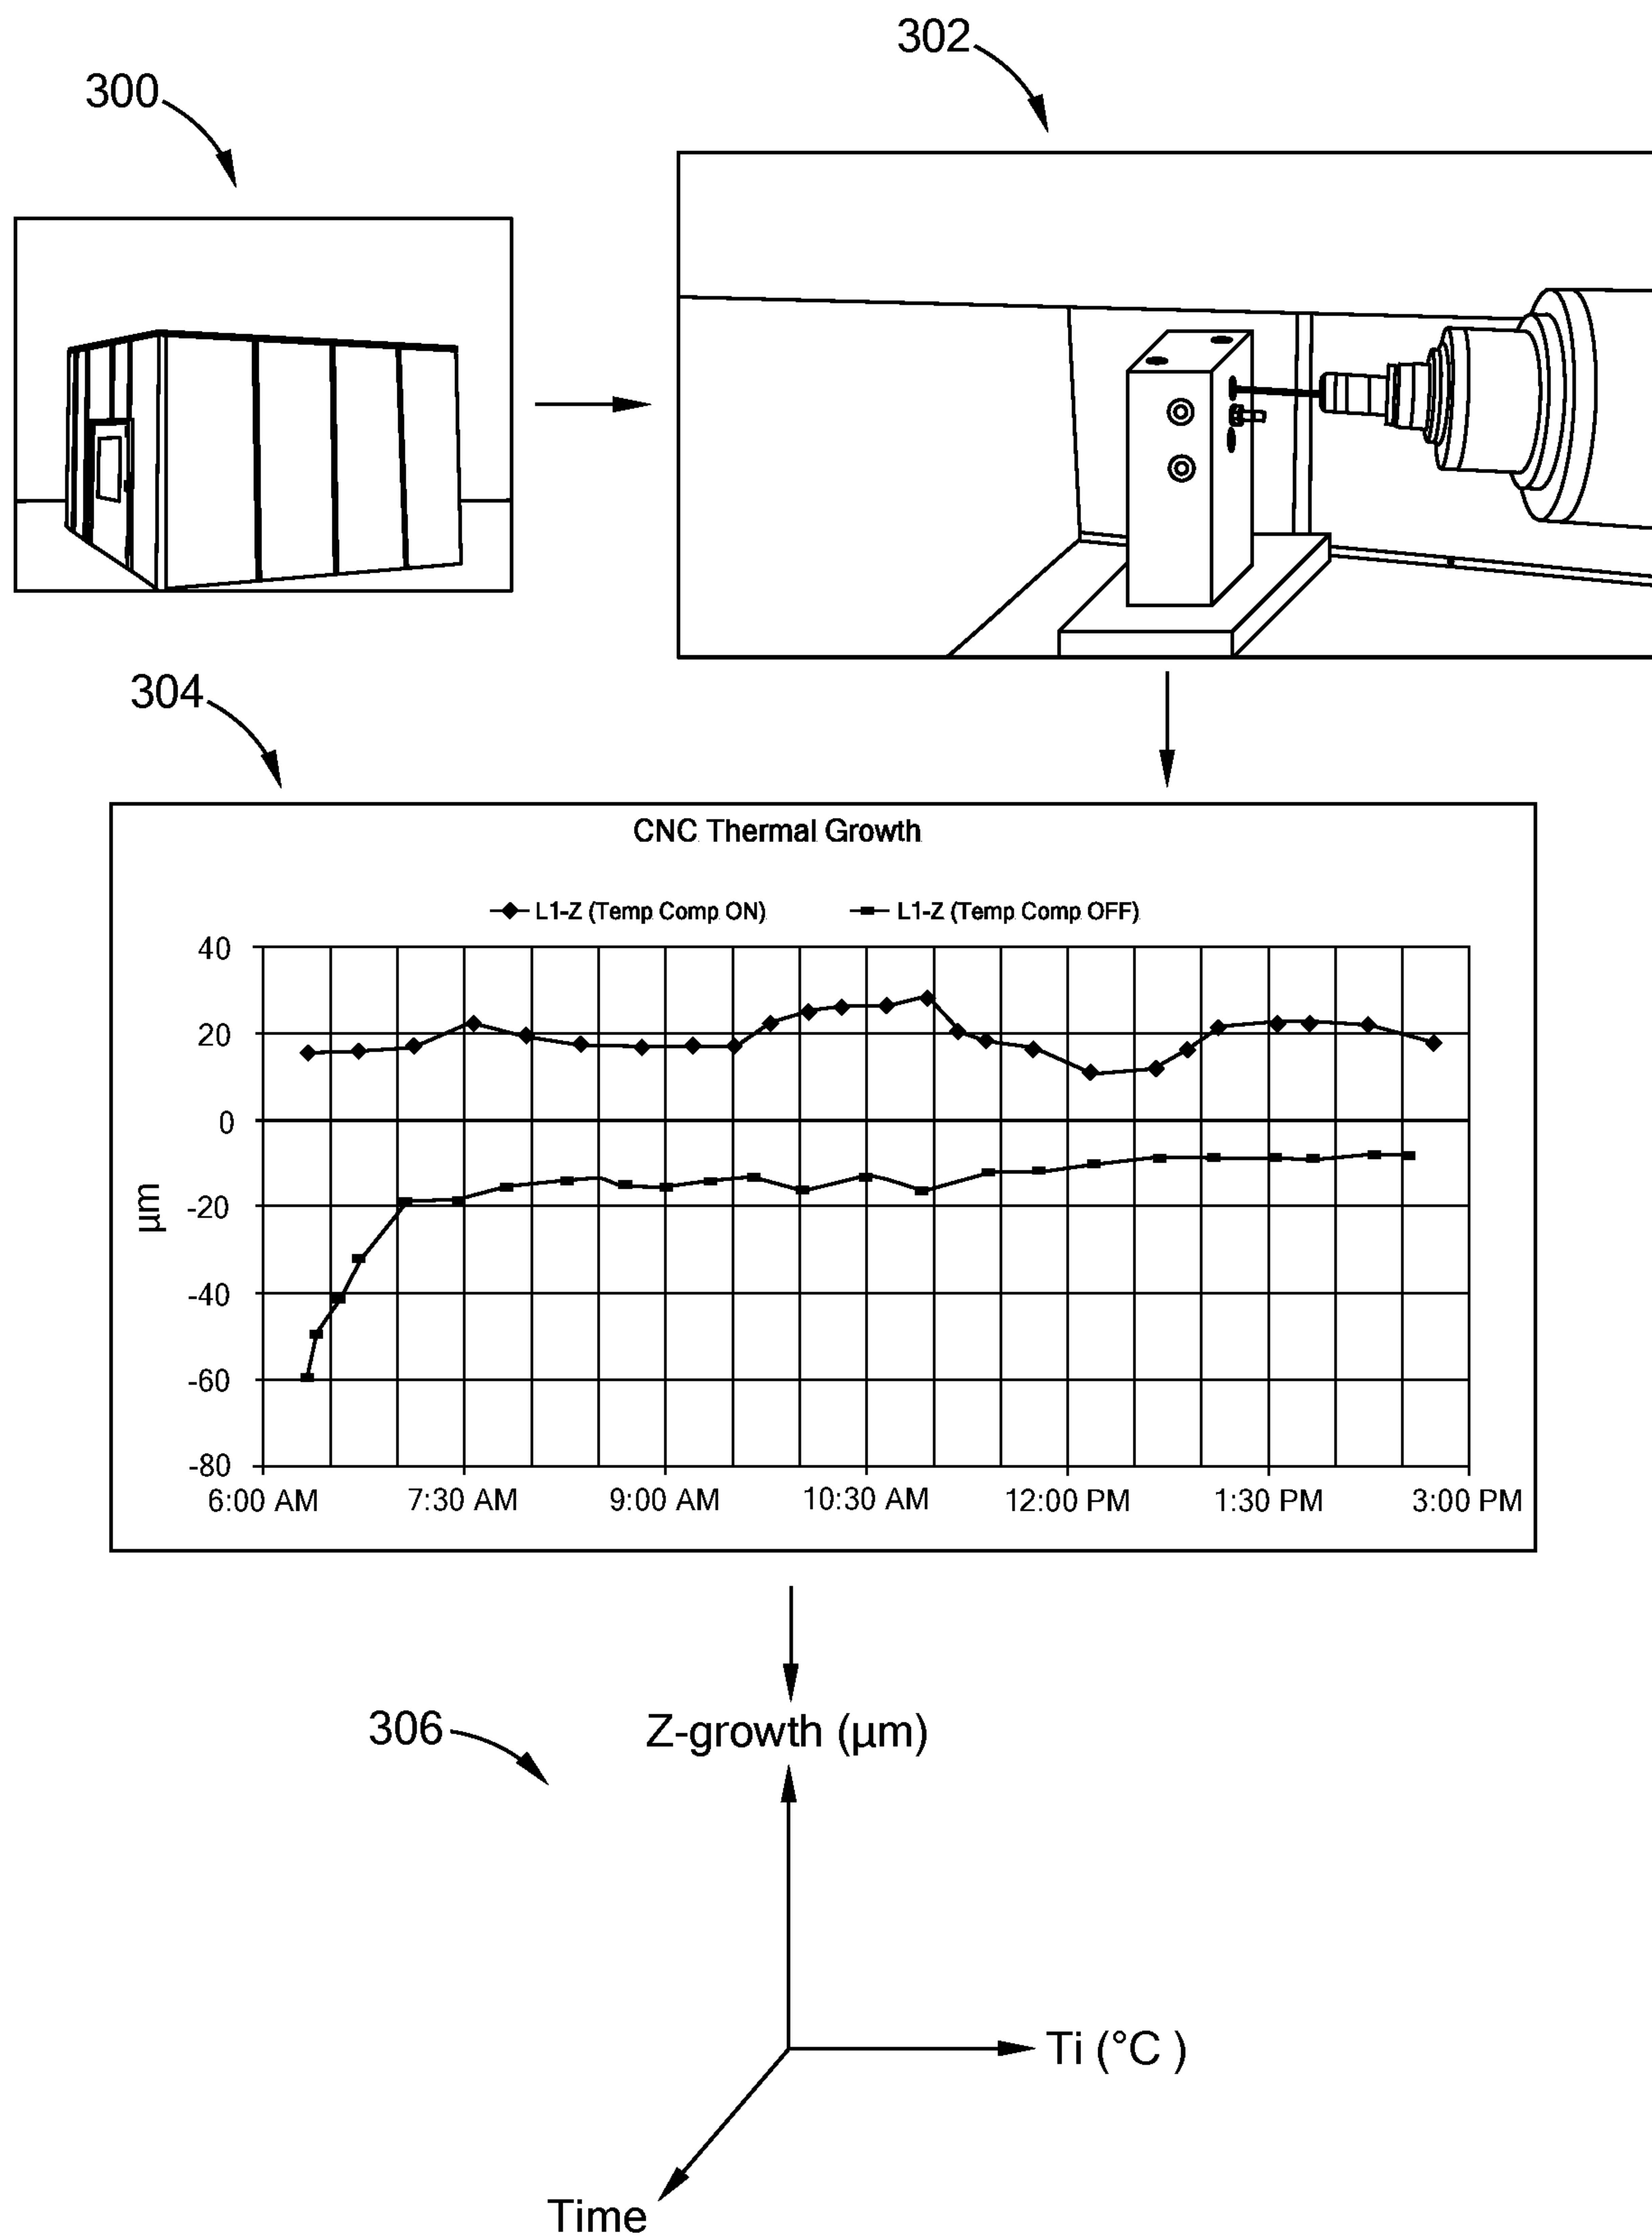 302
300
304
CNC Thermal Growth
L1-Z (Temp Comp ON) L1-Z (Temp Comp OFF)
40
20
0
-20
-40
-60
-80
µm
6:00 AM 7:30 AM 9:00 AM 10:30 AM 12:00 PM 1:30 PM 3:00 PM
306
Z-growth (µm)
Ti (°C )
Time